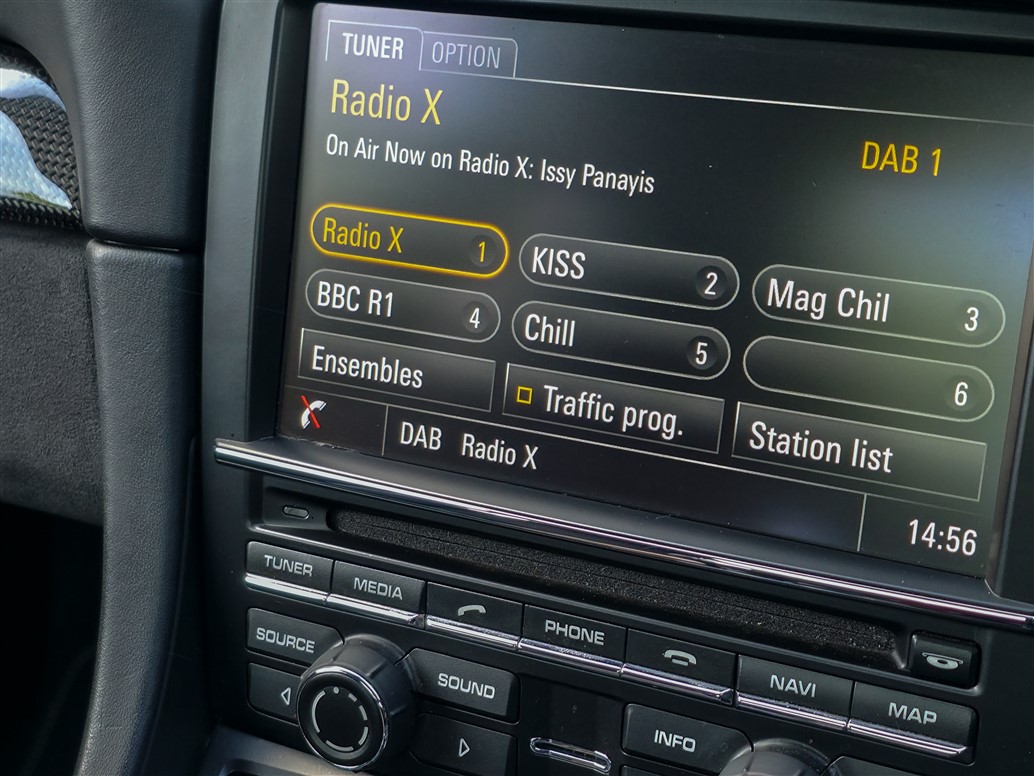 TUNER OPTION
Radio X
DAB 1
On Air Now on Radio X: Issy Panayis
Radio X 1
KISS 2
Mag Chil 3
BBC R1 4
Chill 5
6
Ensembles
Traffic prog.
Station list
DAB Radio X
14:56
TUNER
MEDIA
PHONE
NAVI
MAP
SOURCE
SOUND
INFO